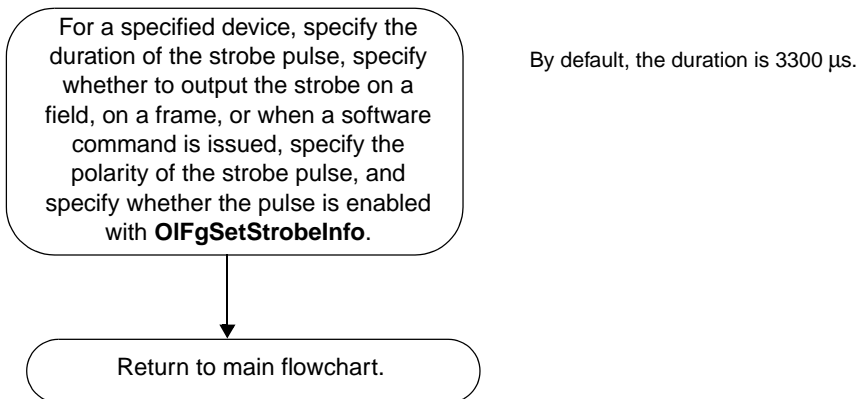 For a specified device, specify the
duration of the strobe pulse, specify
whether to output the strobe on a
field, on a frame, or when a software
command is issued, specify the
polarity of the strobe pulse, and
specify whether the pulse is enabled
with OlFgSetStrobeInfo.
By default, the duration is 3300 µs.
Return to main flowchart.